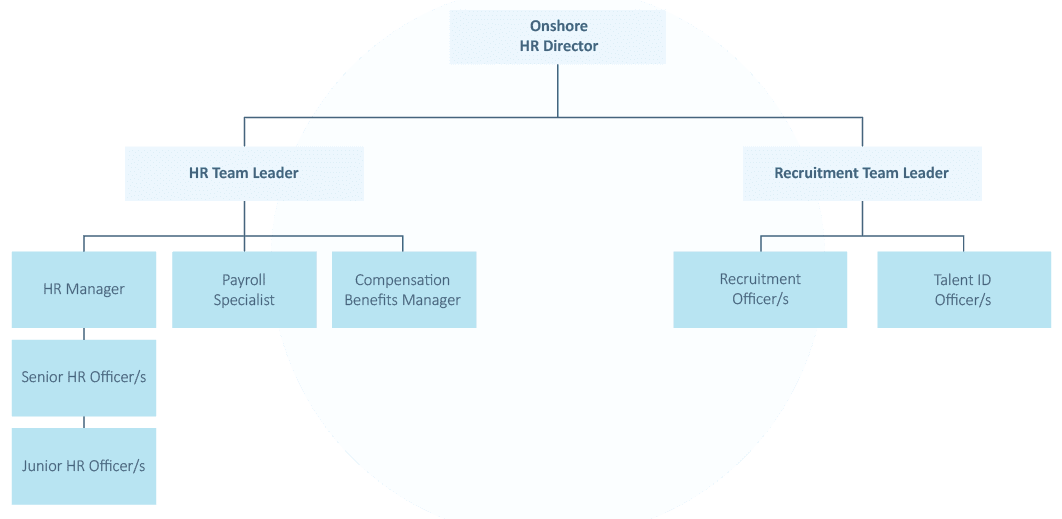 Onshore
HR Director
HR Team Leader
Recruitment Team Leader
HR Manager
Payroll
Specialist
Compensation
Benefits Manager
Recruitment
Officer/s
Talent ID
Officer/s
Senior HR Officer/s
Junior HR Officer/s